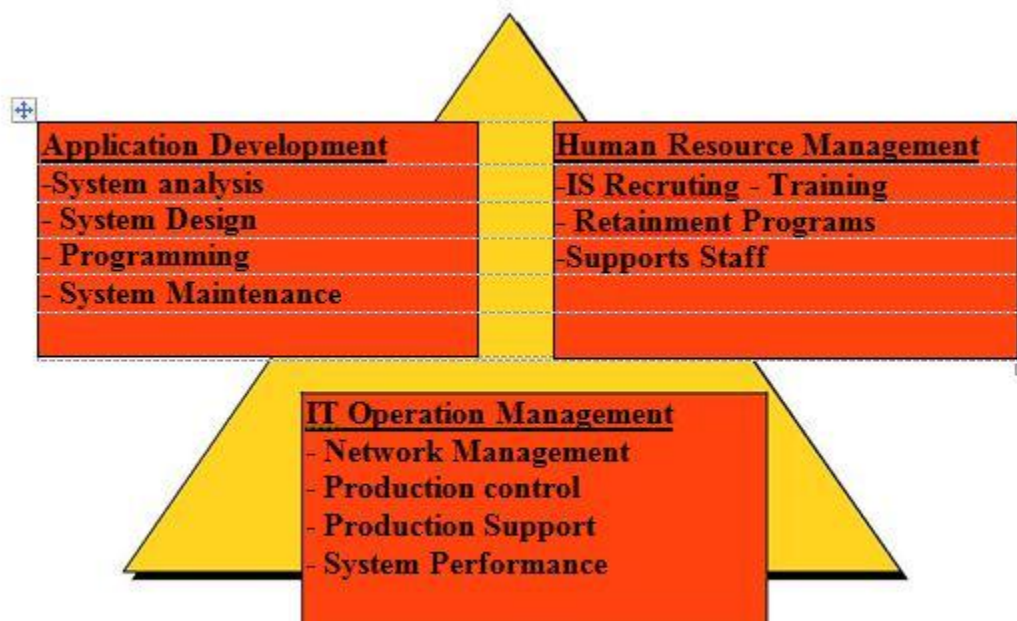 Application Development
-System analysis
- System Design
- Programming
- System Maintenance
Human Resource Management
-IS Recruting - Training
- Retainment Programs
-Supports Staff
IT Operation Management
- Network Management
- Production control
- Production Support
- System Performance